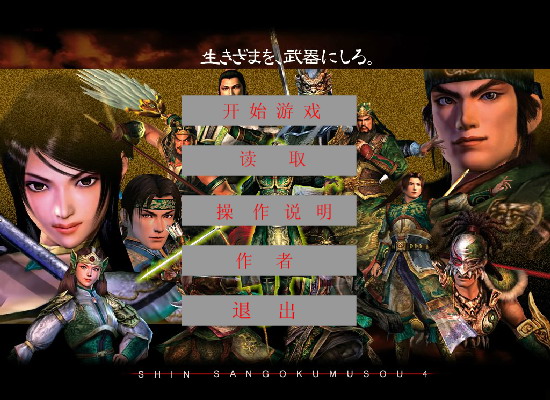 生きざまを、武器にしろ。
开始游戏
读取
操作说明
作者
退出
SHIN SANGOKUMUSOU 4